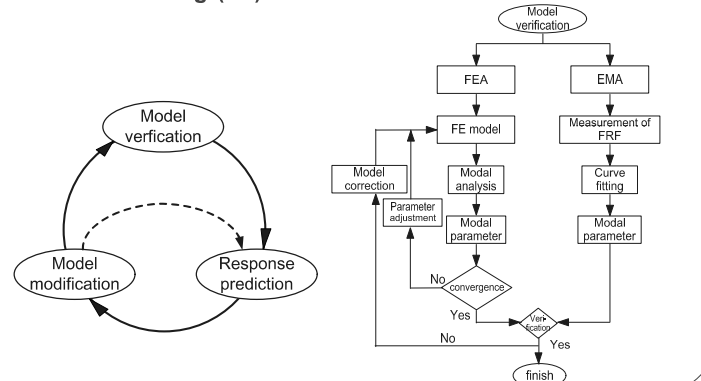 Model
verfication
Model
modification
Response
prediction
Model
verification
FEA
EMA
FE model
Measurement of
FRF
Model
correction
Modal
analysis
Curve
fitting
Parameter
adjustment
Modal
parameter
Modal
parameter
No
convergence
Yes
Veri-
fication
No
Yes
finish